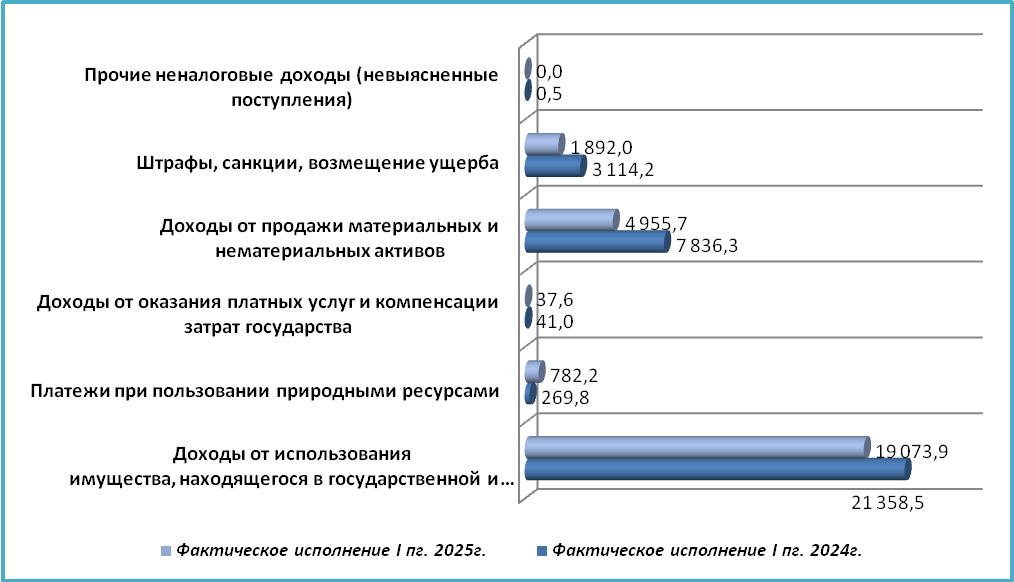 Прочие неналоговые доходы (невыясненные
поступления)
0,0
0,5
Штрафы, санкции, возмещение ущерба
1 892,0
3 114,2
Доходы от продажи материальных и
нематериальных активов
4 955,7
7 836,3
Доходы от оказания платных услуг и компенсации
затрат государства
37,6
41,0
Платежи при пользовании природными ресурсами
782,2
269,8
Доходы от использования
имущества, находящегося в государственной и...
19 073,9
21 358,5
Фактическое исполнение I пг. 2025г.
Фактическое исполнение I пг. 2024г.